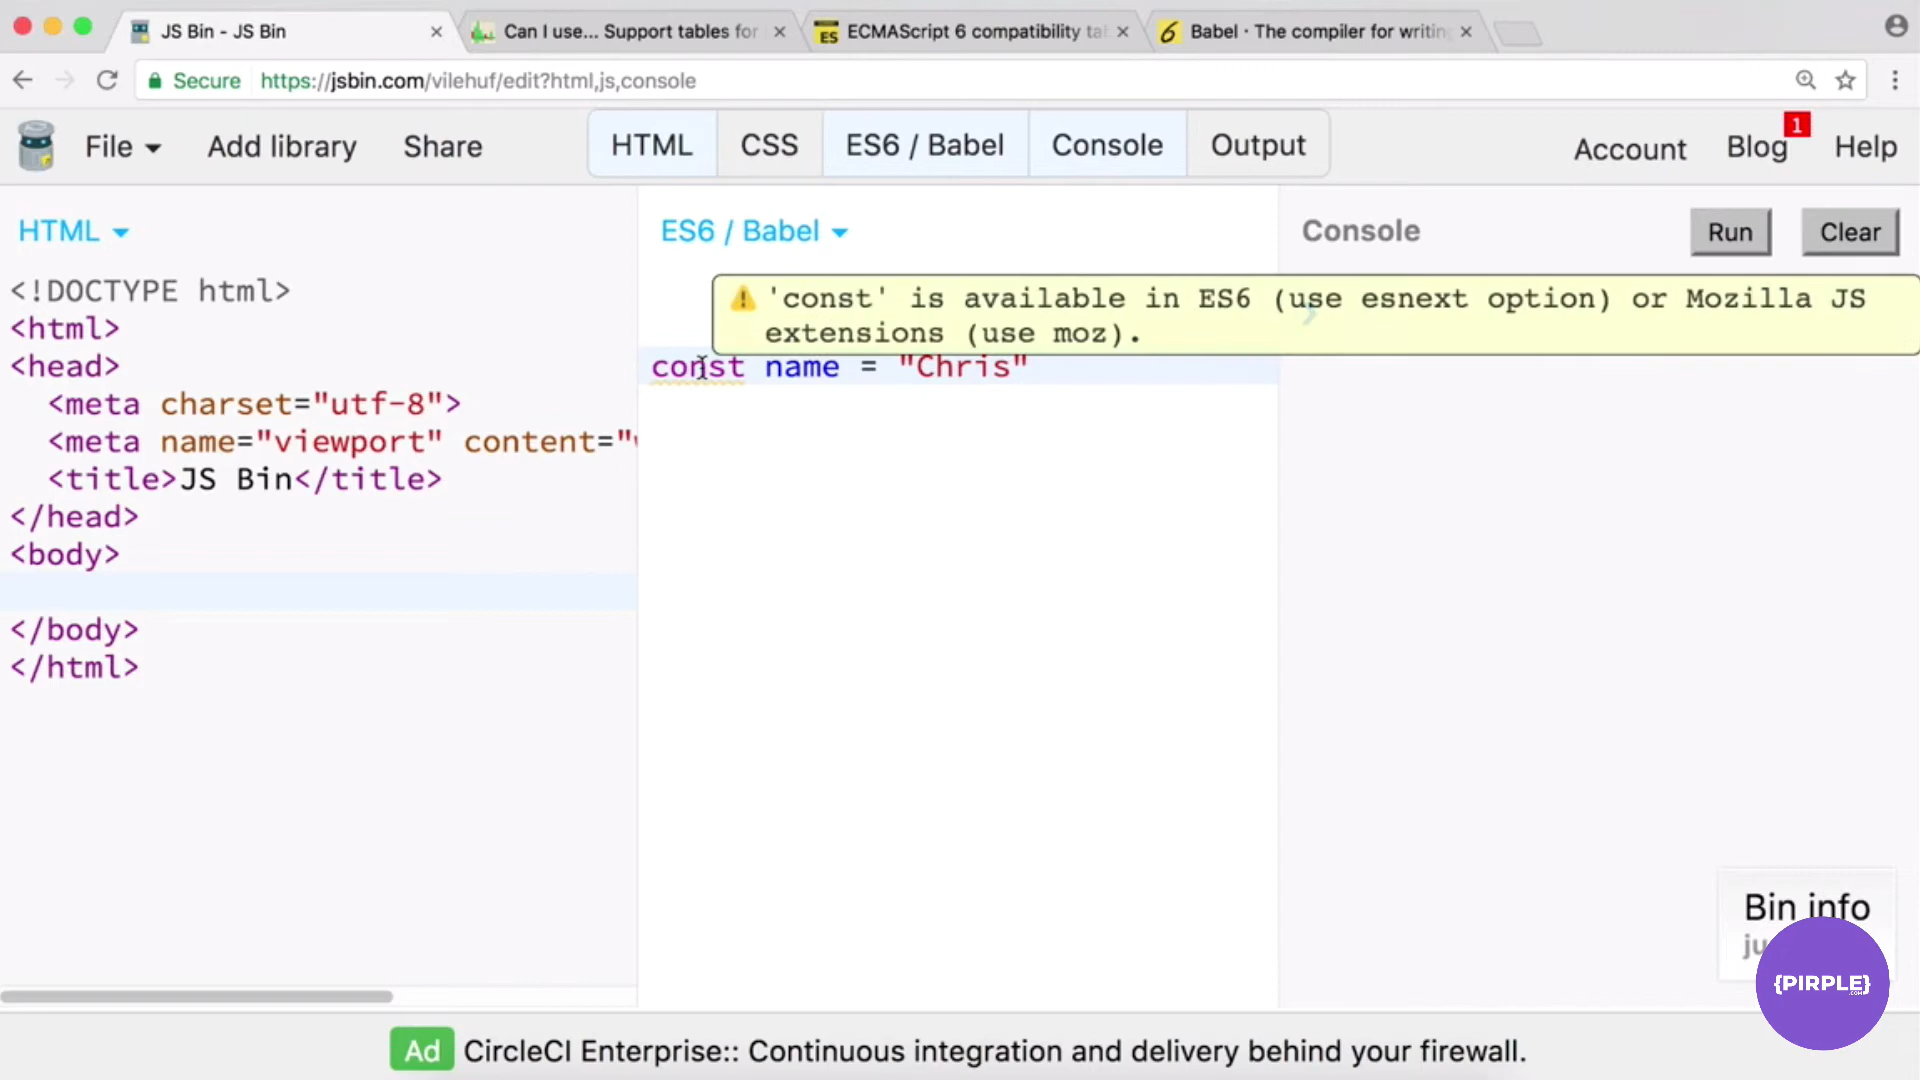 JS Bin - JS Bin
Can I use... Support tables for
ECMAScript 6 compatibility ta
Babel · The compiler for writin
Secure https://jsbin.com/vilehuf/edit?html,js,console
File Add library Share HTML CSS ES6 / Babel Console Output Account Blog 1 Help
HTML
<!DOCTYPE html>
<html>
<head>
<meta charset="utf-8">
<meta name="viewport" content="
<title>JS Bin</title>
</head>
<body>
</body>
</html>
ES6 / Babel
'const' is available in ES6 (use esnext option) or Mozilla JS
extensions (use moz).
const name = "Chris"
Console Run Clear
Bin info
ju
{PIRPLE}
.COM
Ad CircleCI Enterprise:: Continuous integration and delivery behind your firewall.